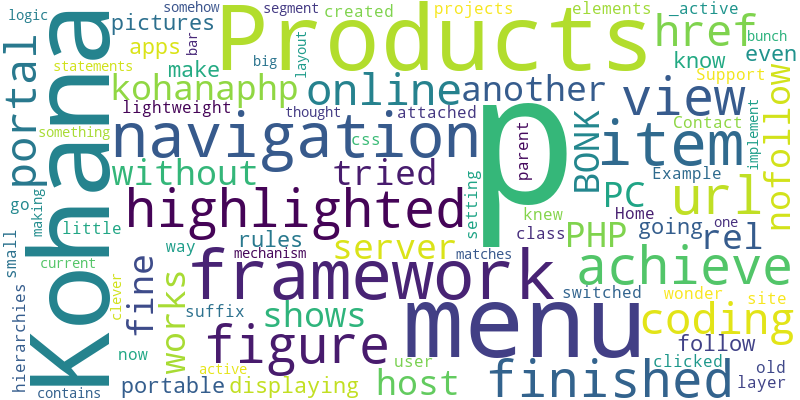 logic
somehow
segment
created
projects
elements
_active
pictures
bar
Products
href
bunch
portal
Kohana
statements
apps
big
layout
know
even
make
kohanaphp
online
another
view
Support
nofollow
lightweight
thought
attached
p
something
navigation
css
parent
BONK
item
Contact
implement
without
tried
setting
PC
Example
url
go
making
highlighted
knew
Home
one
little
way
rules
server
class
PHP
going
rel
small
current
fine
mechanism
matches
framework
achieve
hierarchies
clever
works
suffix
shows
menu
switched
wonder
site
coding
now
figure
user
finished
clicked
follow
old
contains
portable
active
displaying
host
layer